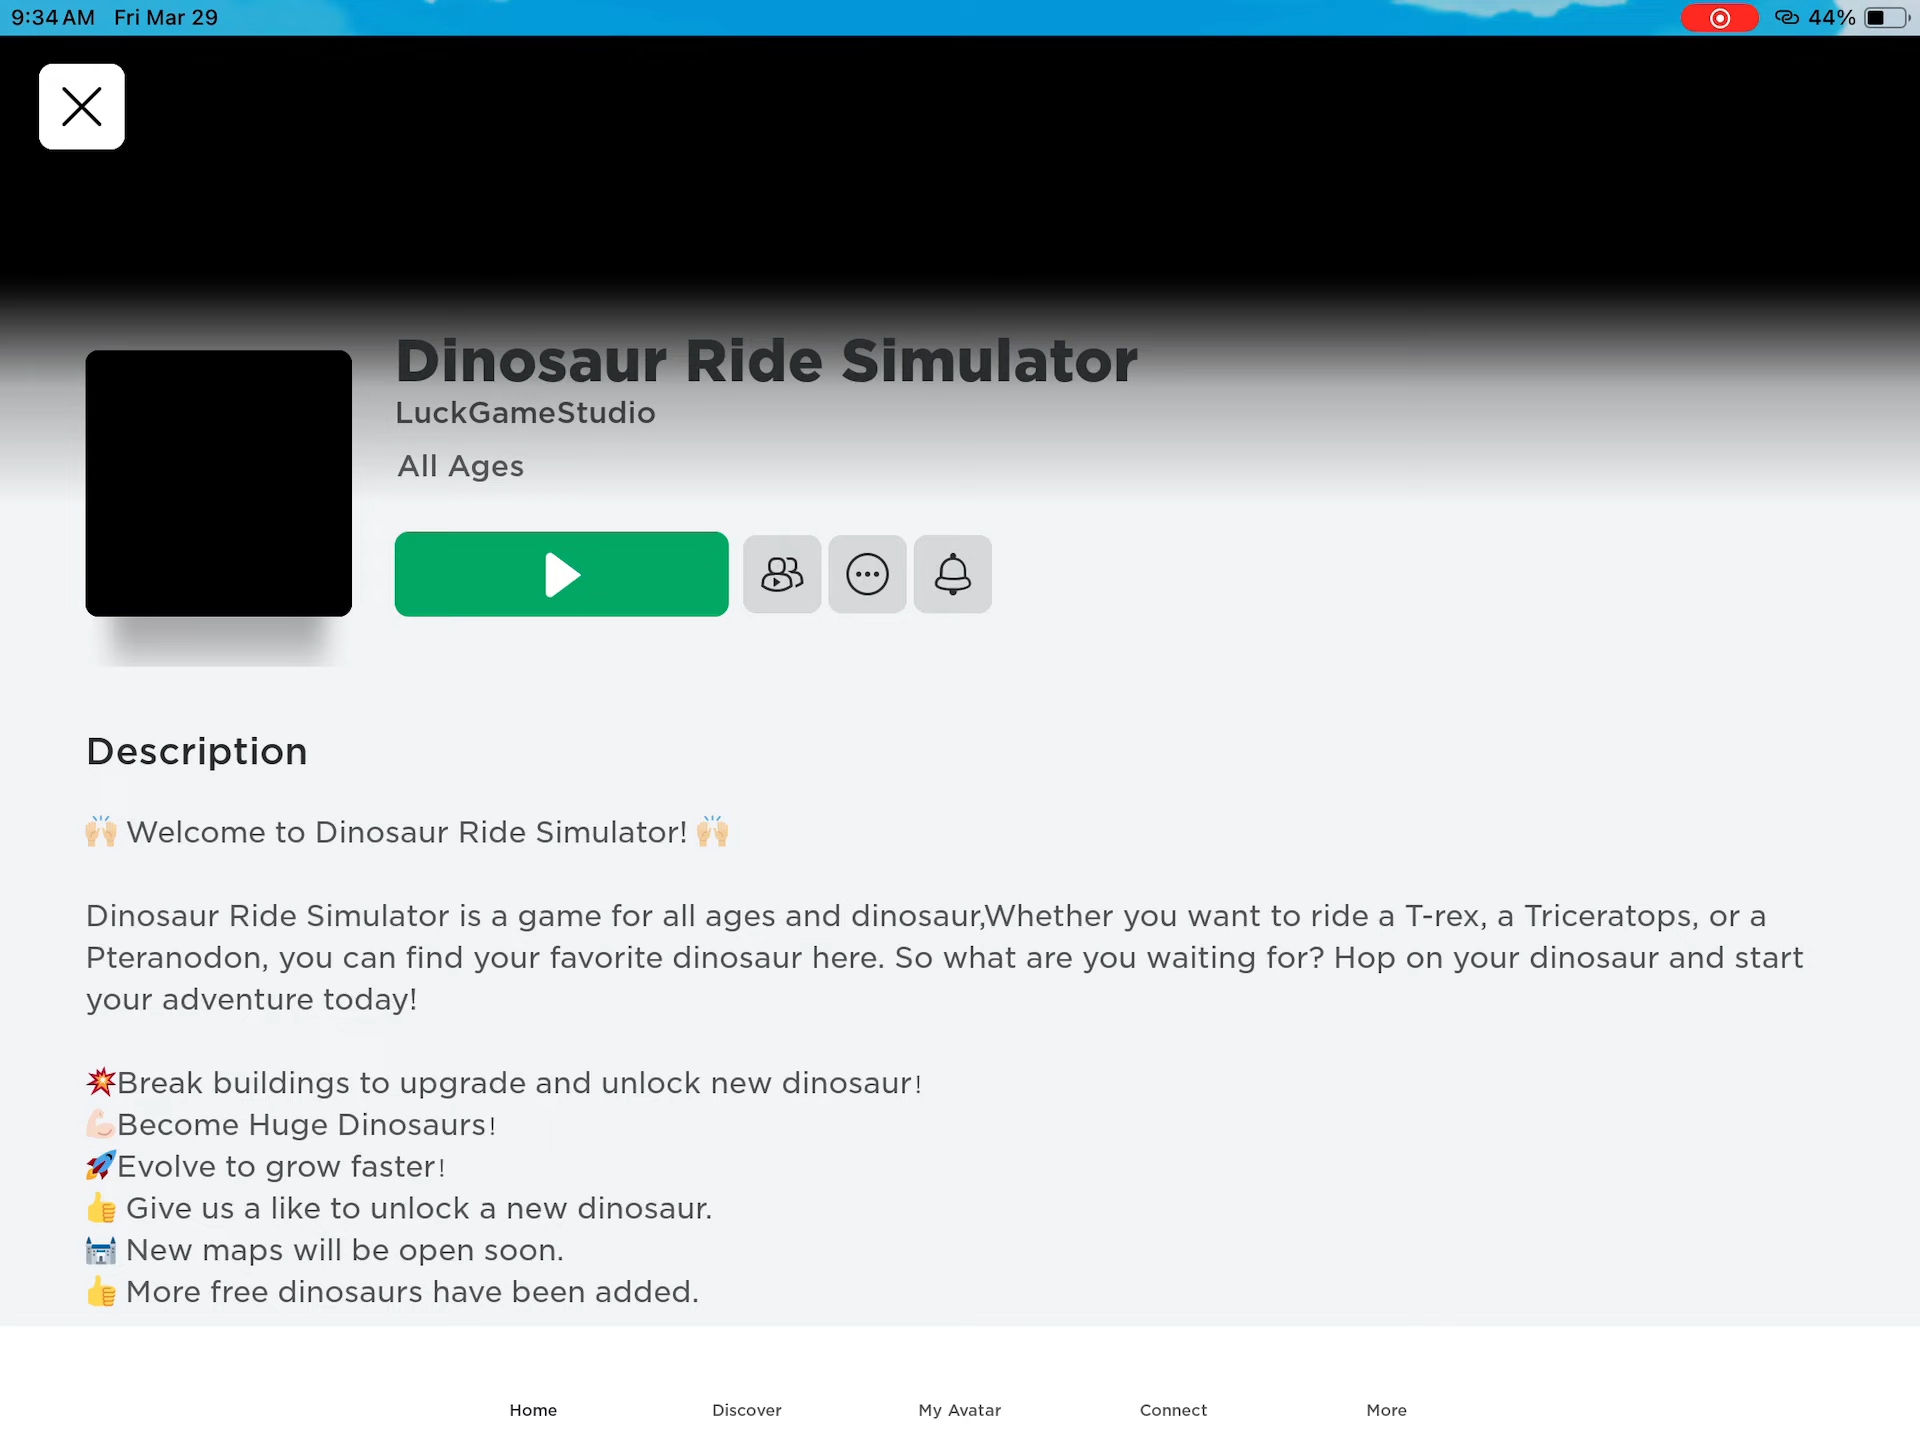 9:34 AM Fri Mar 29
44%
Dinosaur Ride Simulator
LuckGameStudio
All Ages
Description
🙌🏻 Welcome to Dinosaur Ride Simulator! 🙌🏻
Dinosaur Ride Simulator is a game for all ages and dinosaur,Whether you want to ride a T-rex, a Triceratops, or a
Pteranodon, you can find your favorite dinosaur here. So what are you waiting for? Hop on your dinosaur and start
your adventure today!
💥Break buildings to upgrade and unlock new dinosaur!
💪🏻Become Huge Dinosaurs!
🚀Evolve to grow faster!
👍 Give us a like to unlock a new dinosaur.
🏰 New maps will be open soon.
👍 More free dinosaurs have been added.
Home Discover My Avatar Connect More